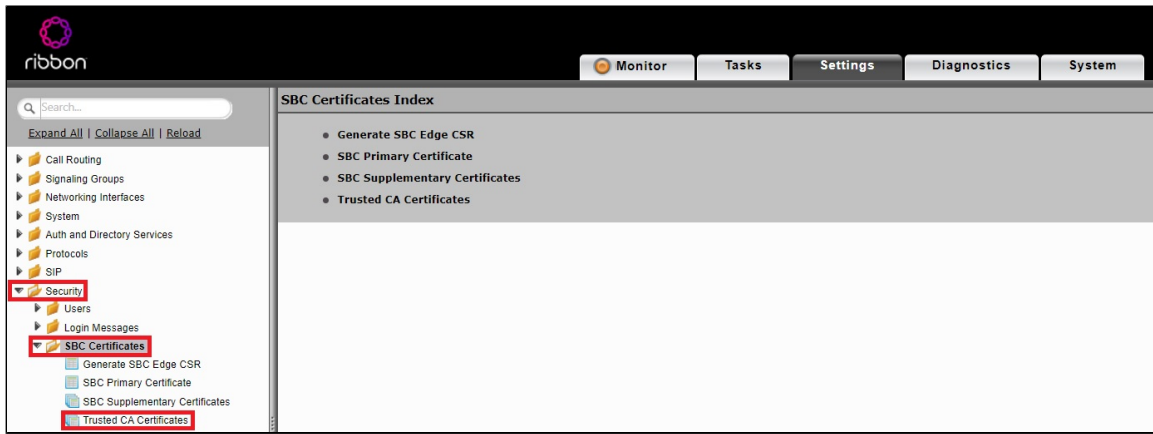 ribbon
Monitor
Tasks
Settings
Diagnostics
System
Search...
Expand All | Collapse All | Reload
Call Routing
Signaling Groups
Networking Interfaces
System
Auth and Directory Services
Protocols
SIP
Security
Users
Login Messages
SBC Certificates
Generate SBC Edge CSR
SBC Primary Certificate
SBC Supplementary Certificates
Trusted CA Certificates
SBC Certificates Index
Generate SBC Edge CSR
SBC Primary Certificate
SBC Supplementary Certificates
Trusted CA Certificates